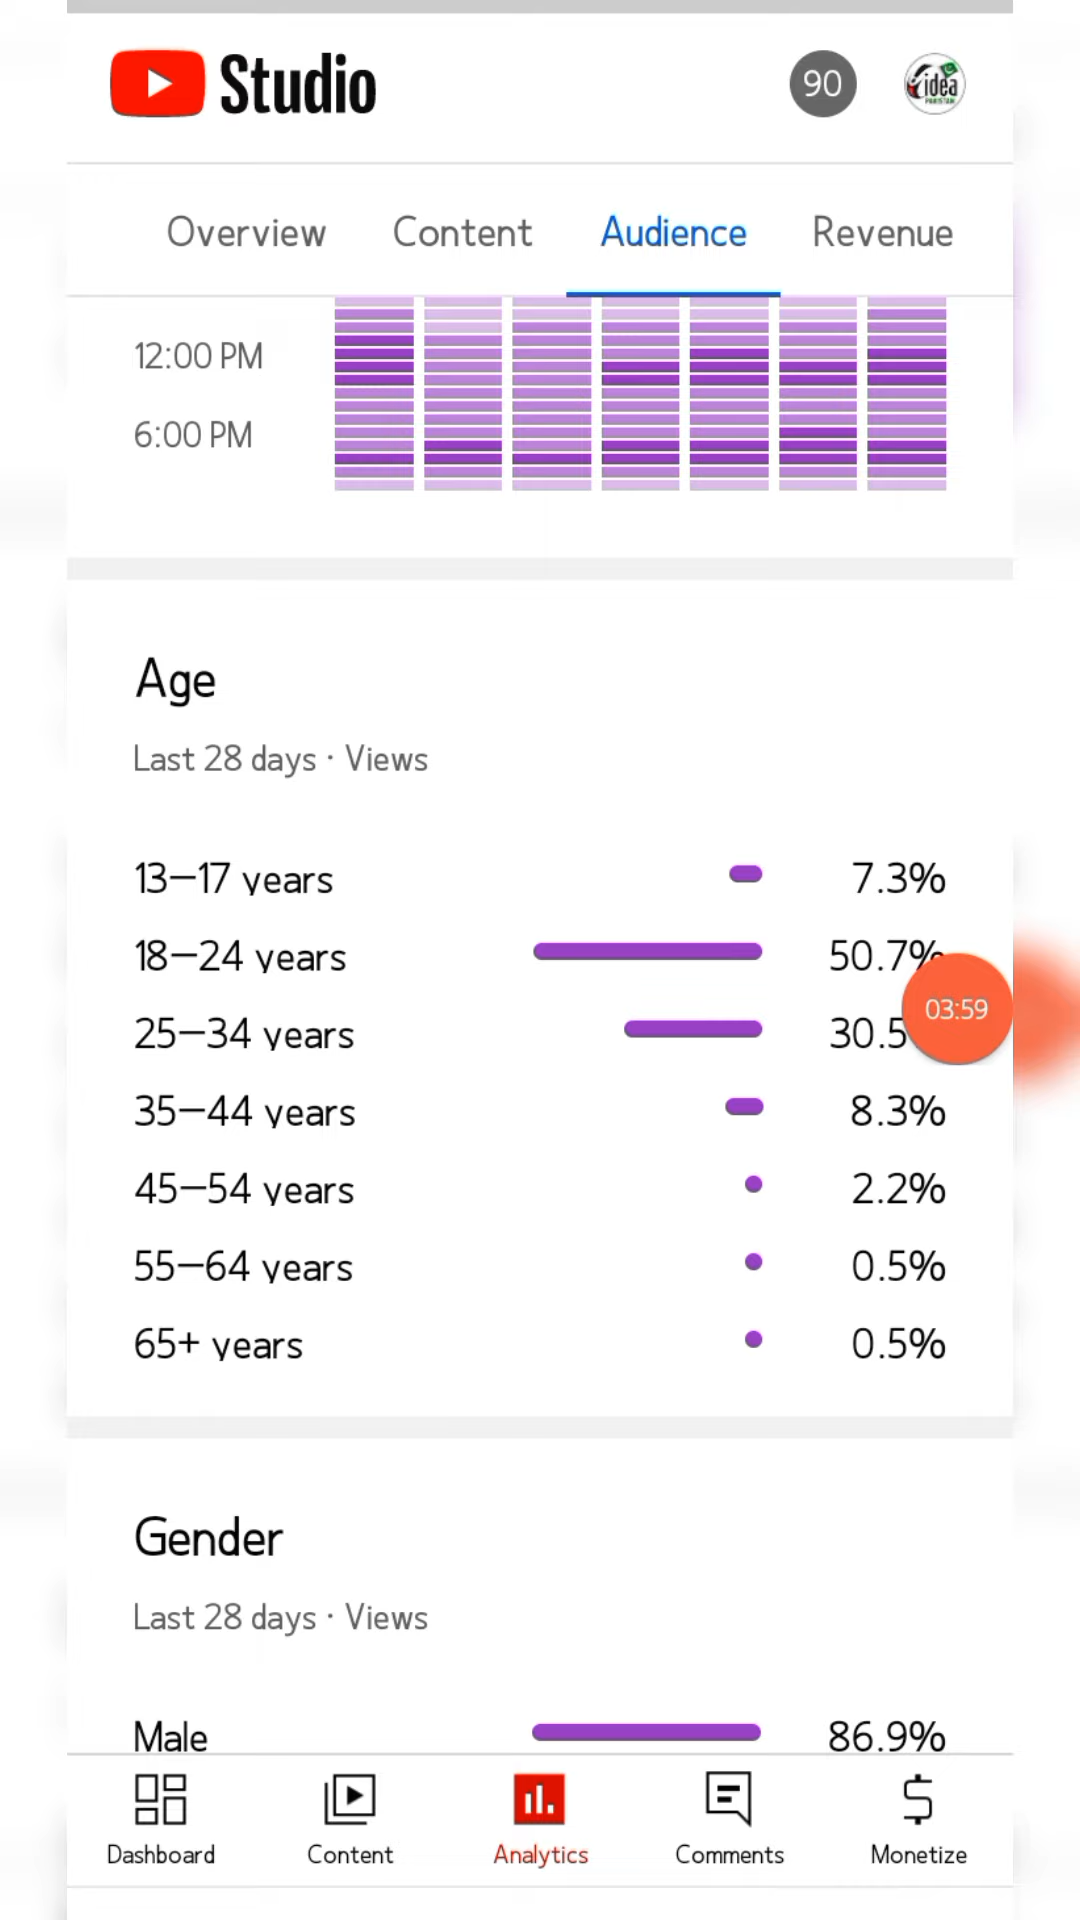 Studio
90
idea
PAKISTAN
Overview Content Audience Revenue
12:00 PM
6:00 PM
Age
Last 28 days · Views
13–17 years 7.3%
18–24 years 50.7%
25–34 years 30.5
03:59
35–44 years 8.3%
45–54 years 2.2%
55–64 years 0.5%
65+ years 0.5%
Gender
Last 28 days · Views
Male 86.9%
Dashboard Content Analytics Comments Monetize